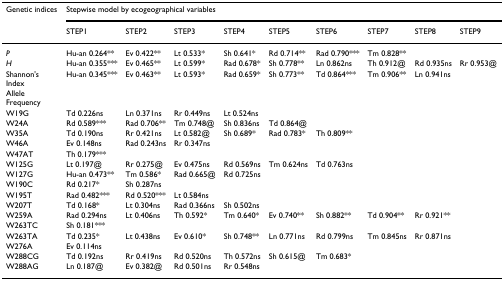 Genetic indices Stepwise model by ecogeographical variables
STEP1 STEP2 STEP3 STEP4 STEP5 STEP6 STEP7 STEP8 STEP9
P Hu-an 0.264** Ev 0.422** Lt 0.533* Sh 0.641* Rd 0.714** Rad 0.790*** Tm 0.828**
H Hu-an 0.355*** Ev 0.465** Lt 0.599* Rad 0.678* Sh 0.778** Ln 0.862ns Th 0.912@ Rd 0.935ns Rr 0.953@
Shannon's Hu-an 0.345*** Ev 0.463** Lt 0.593* Rad 0.659* Sh 0.773** Td 0.864*** Tm 0.906** Ln 0.941ns
Index
Allele
Frequency
W19G Td 0.226ns Ln 0.371ns Rr 0.449ns Lt 0.524ns
W24A Rd 0.589*** Rad 0.706** Tm 0.748@ Sh 0.836ns Td 0.864@
W35A Td 0.190ns Rr 0.421ns Lt 0.582@ Sh 0.689* Rad 0.783* Th 0.809**
W46A Ev 0.148ns Rad 0.243ns Rr 0.347ns
W47AT Th 0.179***
W125G Lt 0.197@ Rr 0.275@ Ev 0.475ns Rd 0.569ns Tm 0.624ns Td 0.763ns
W127G Hu-an 0.473** Tm 0.586* Rad 0.665@ Rd 0.725ns
W190C Rd 0.217* Sh 0.287ns
W195T Rad 0.482*** Rd 0.520*** Lt 0.584ns
W207T Td 0.168* Lt 0.304ns Rad 0.366ns Sh 0.502ns
W259A Rad 0.294ns Lt 0.406ns Th 0.592* Tm 0.640* Ev 0.740** Sh 0.882** Td 0.904** Rr 0.921**
W263TC Sh 0.181***
W263TA Td 0.235* Lt 0.438ns Ev 0.610* Sh 0.748** Ln 0.771ns Rd 0.799ns Tm 0.845ns Rr 0.871ns
W276A Ev 0.114ns
W288CG Td 0.192ns Rr 0.419ns Rd 0.520ns Th 0.572ns Sh 0.615@ Tm 0.683*
W288AG Ln 0.187@ Ev 0.382@ Rd 0.501ns Rr 0.548ns